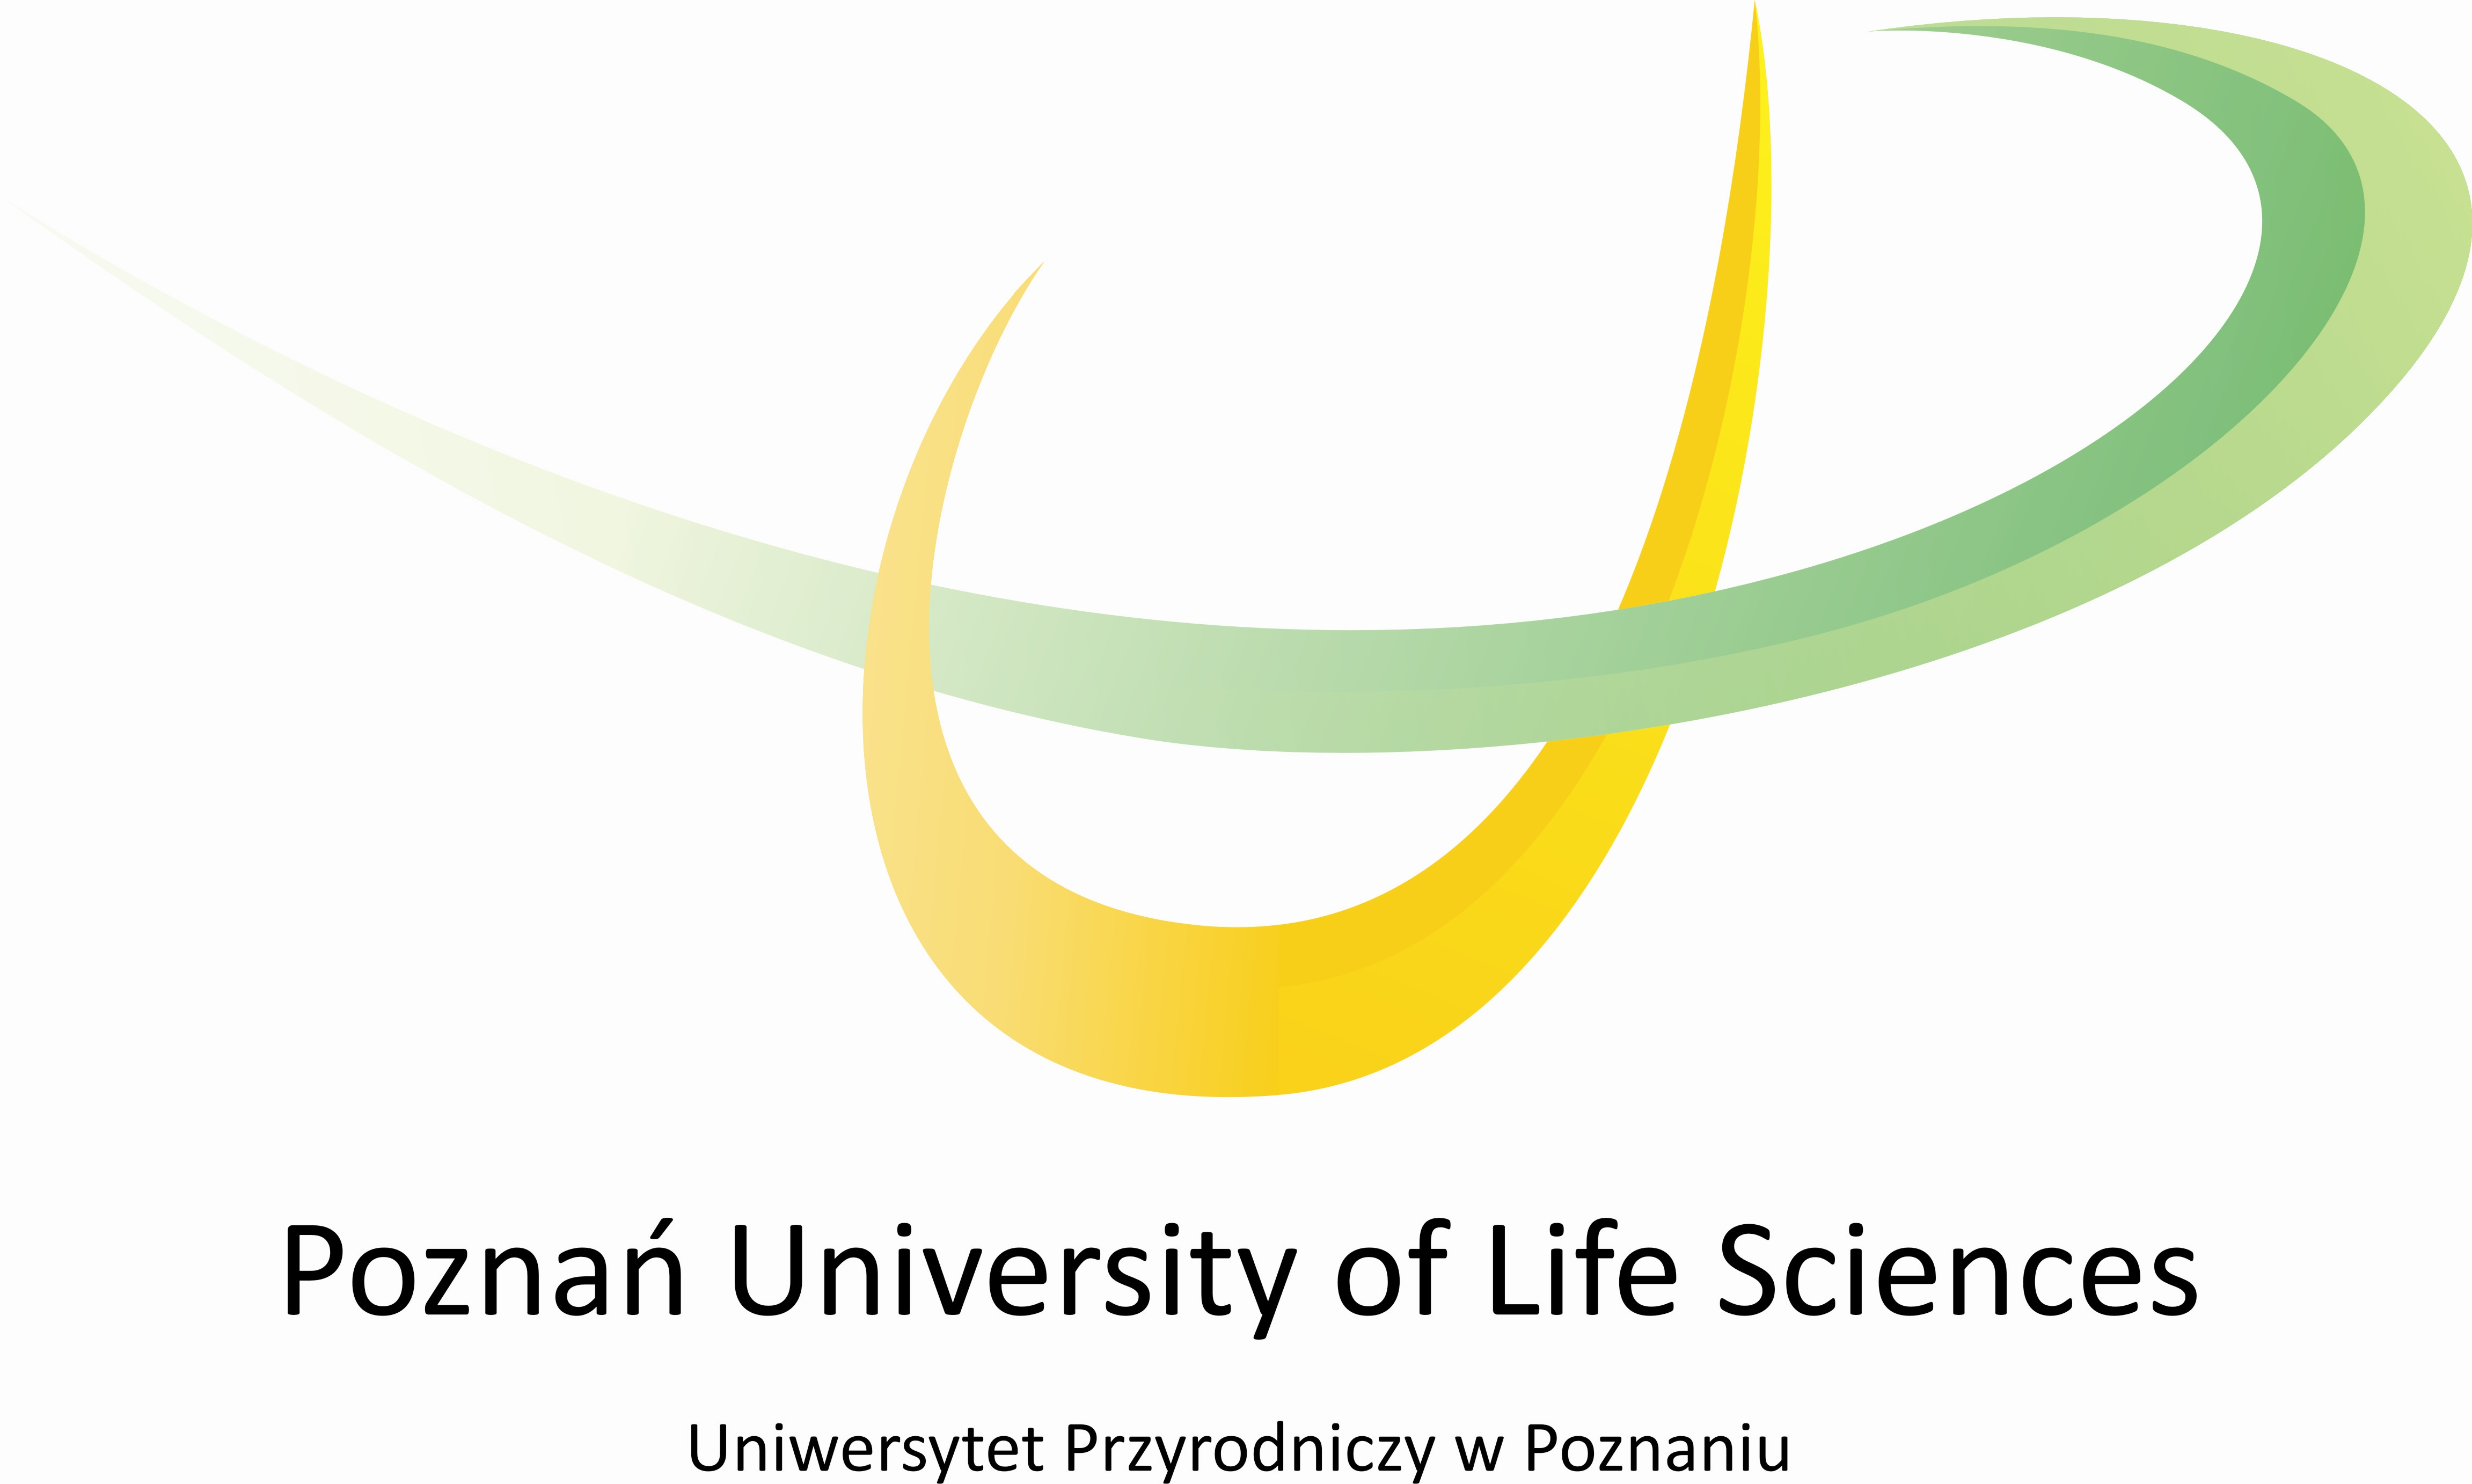 Poznań University of Life Sciences
Uniwersytet Przyrodniczy w Poznaniu